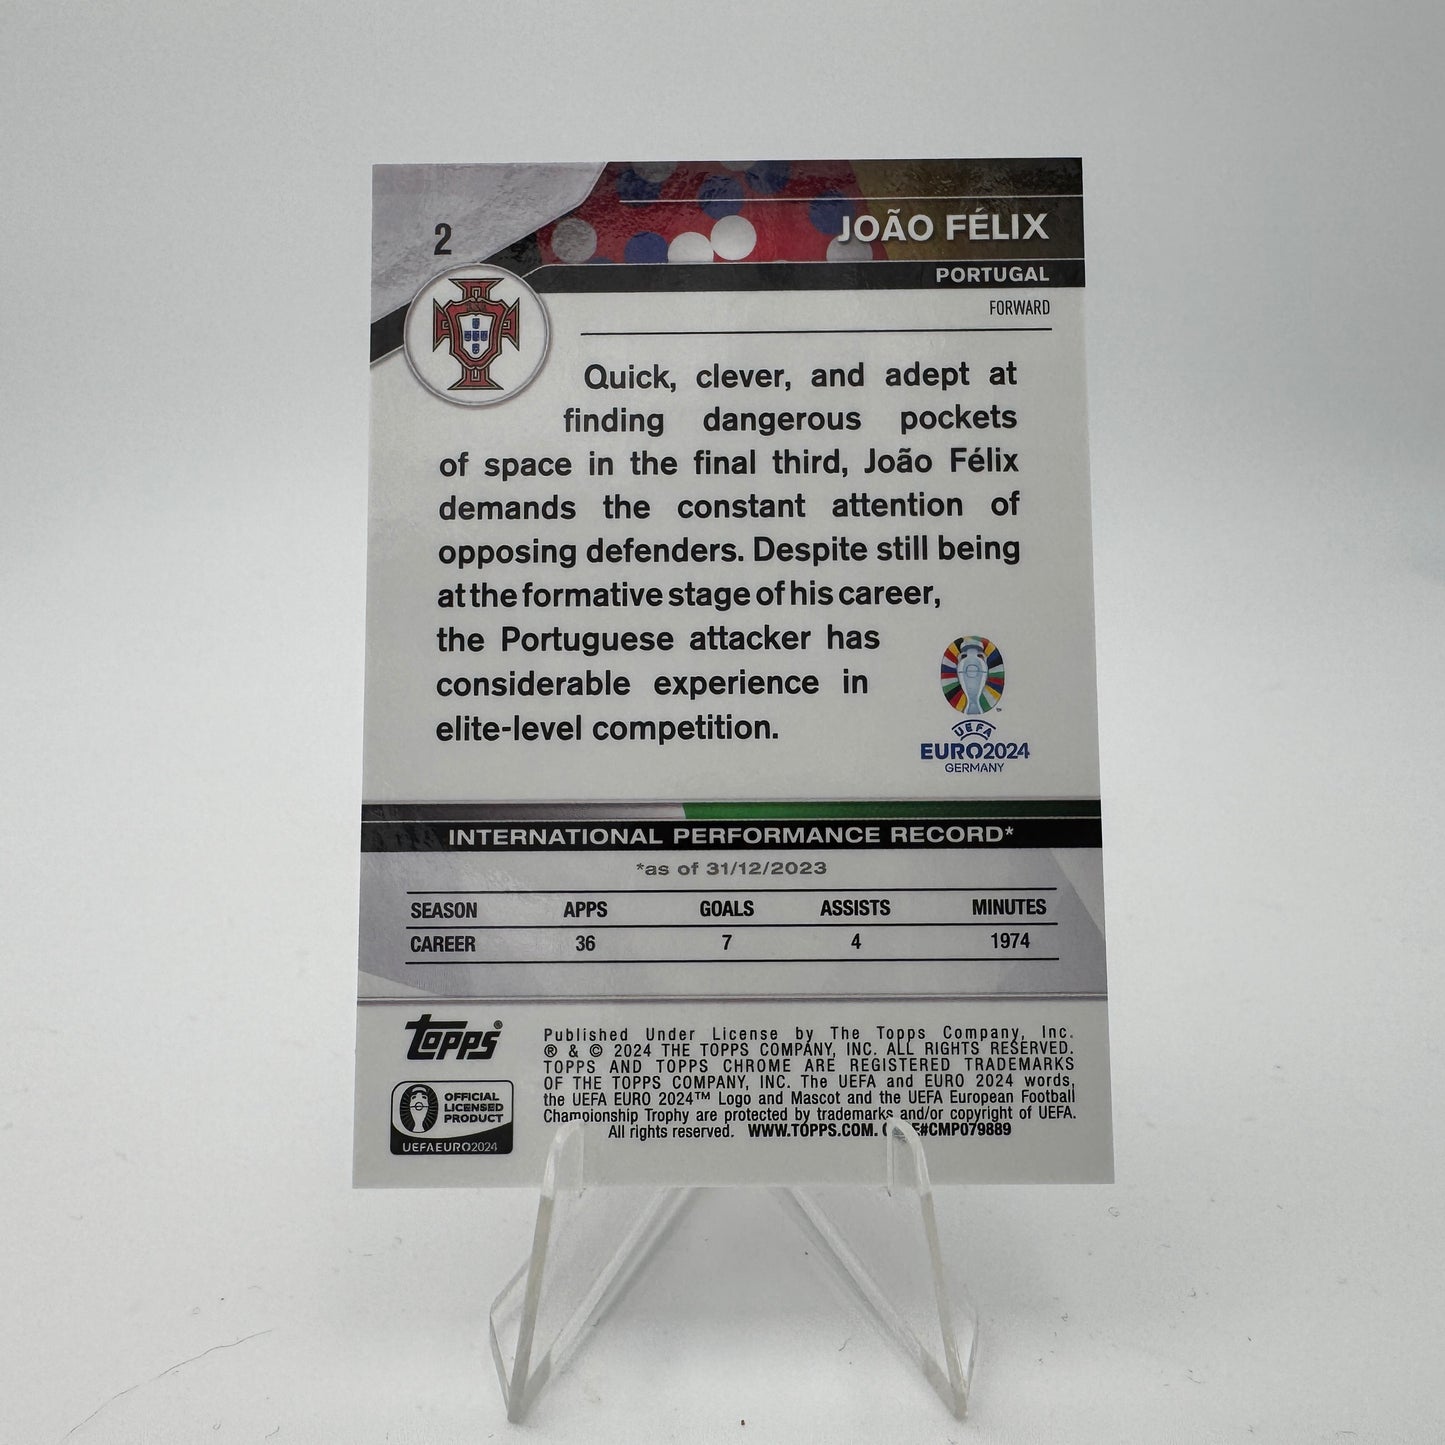 2
JOÃO FÉLIX
PORTUGAL
FORWARD
Quick, clever, and adept at
finding dangerous pockets
of space in the final third, João Félix
demands the constant attention of
opposing defenders. Despite still being
at the formative stage of his career,
the Portuguese attacker has
considerable experience in
elite-level competition.
UEFA
EURO2024
GERMANY
INTERNATIONAL PERFORMANCE RECORD*
*as of 31/12/2023
SEASON APPS GOALS ASSISTS MINUTES
CAREER 36 7 4 1974
topps®
OFFICIAL
LICENSED
PRODUCT
UEFAEURO2024
Published Under License by The Topps Company, Inc.
® & © 2024 THE TOPPS COMPANY, INC. ALL RIGHTS RESERVED.
TOPPS AND TOPPS CHROME ARE REGISTERED TRADEMARKS
OF THE TOPPS COMPANY, INC. The UEFA and EURO 2024 words,
the UEFA EURO 2024™ Logo and Mascot and the UEFA European Football
Championship Trophy are protected by trademarks and/or copyright of UEFA.
All rights reserved. WWW.TOPPS.COM. #CMP079889